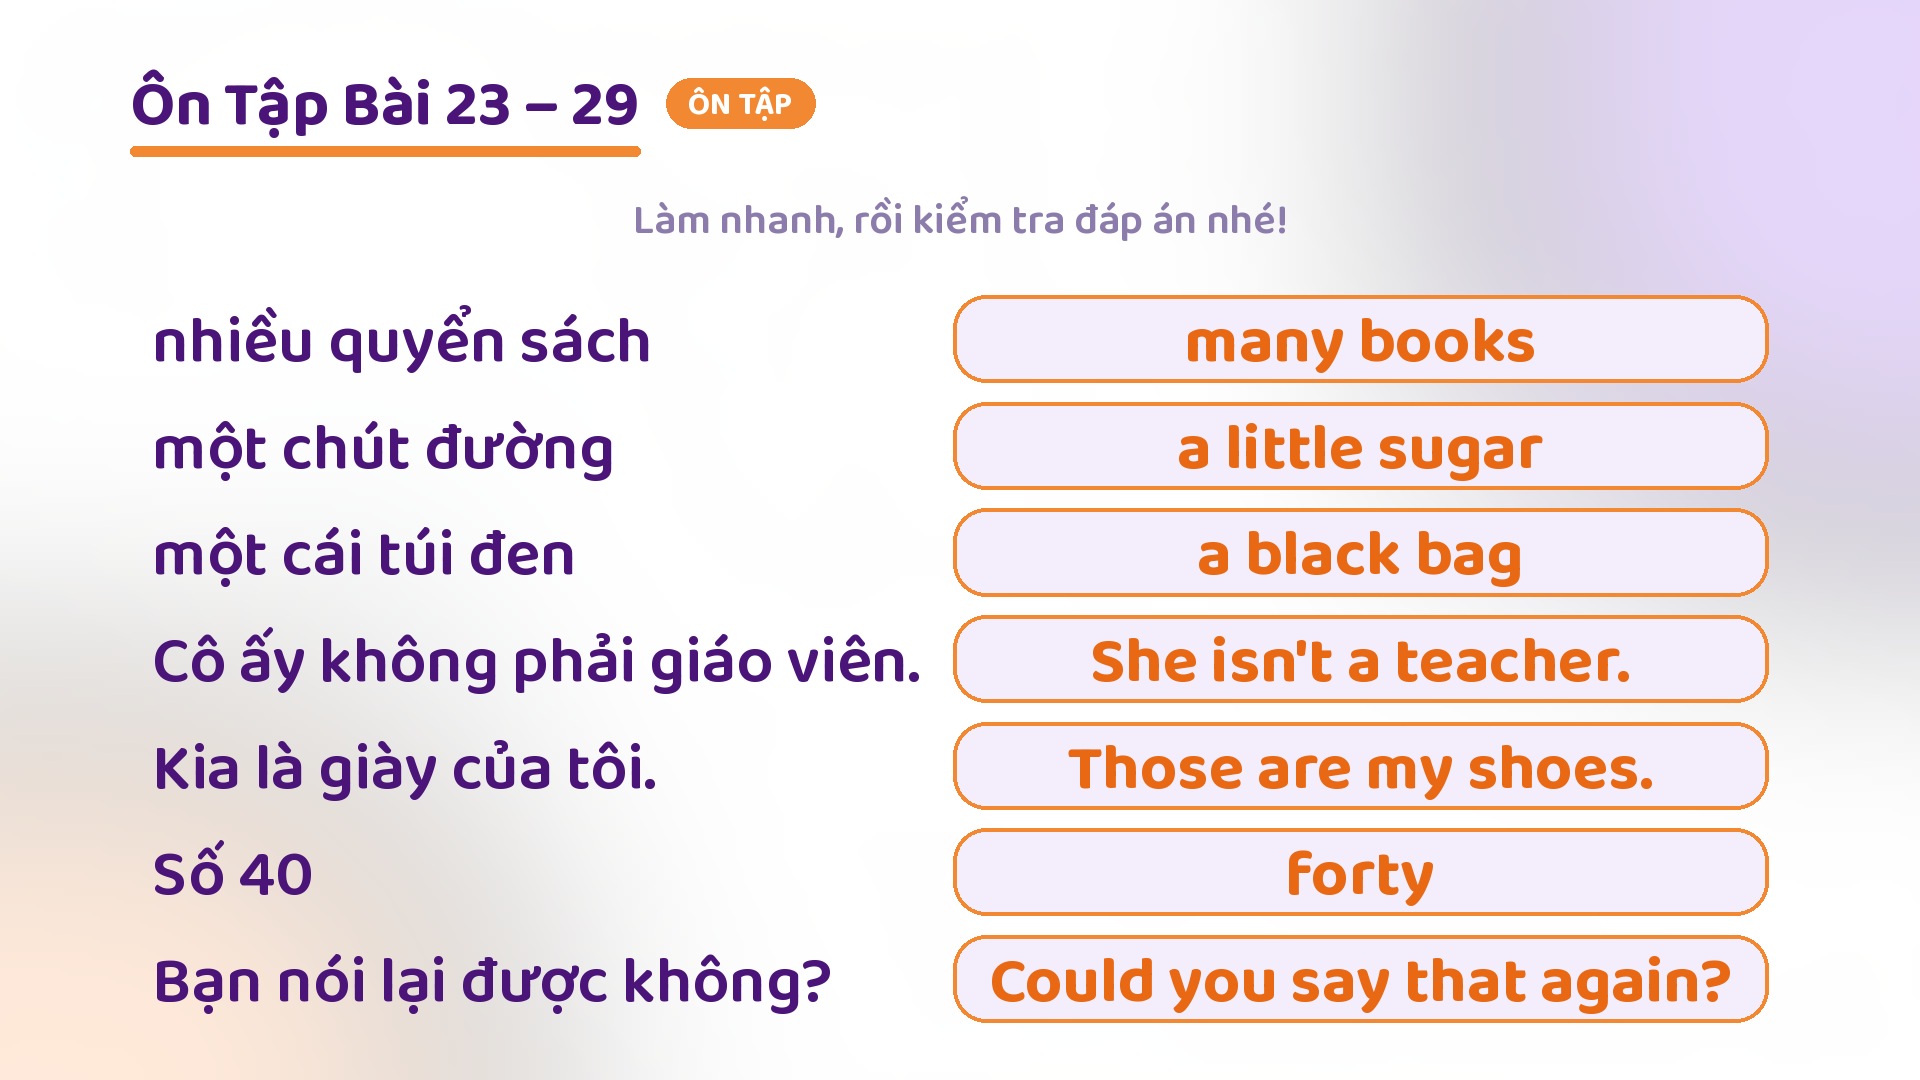 Ôn Tập Bài 23 – 29
ÔN TẬP
Làm nhanh, rồi kiểm tra đáp án nhé!
nhiều quyển sách
many books
một chút đường
a little sugar
một cái túi đen
a black bag
Cô ấy không phải giáo viên.
She isn't a teacher.
Kia là giày của tôi.
Those are my shoes.
Số 40
forty
Bạn nói lại được không?
Could you say that again?